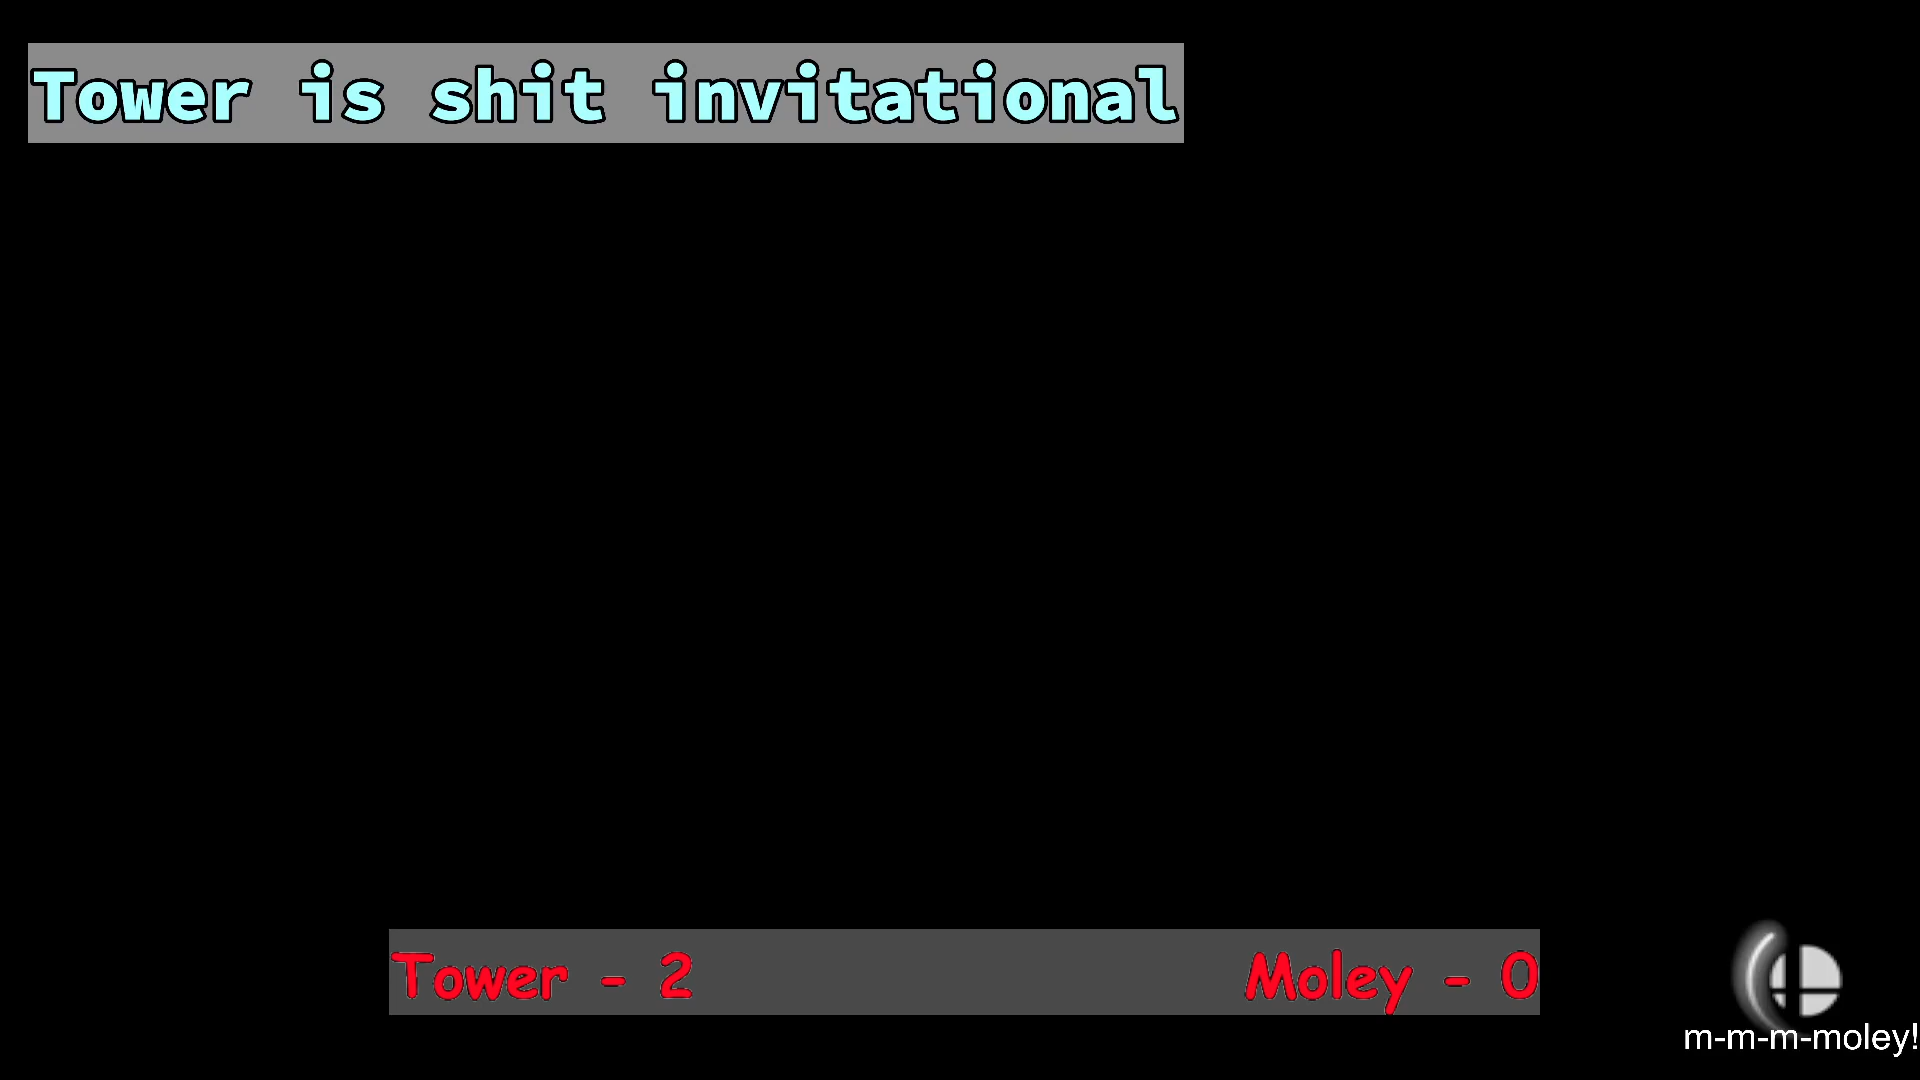 Tower is shit invitational
Tower - 2 Moley - 0
m-m-m-moley!